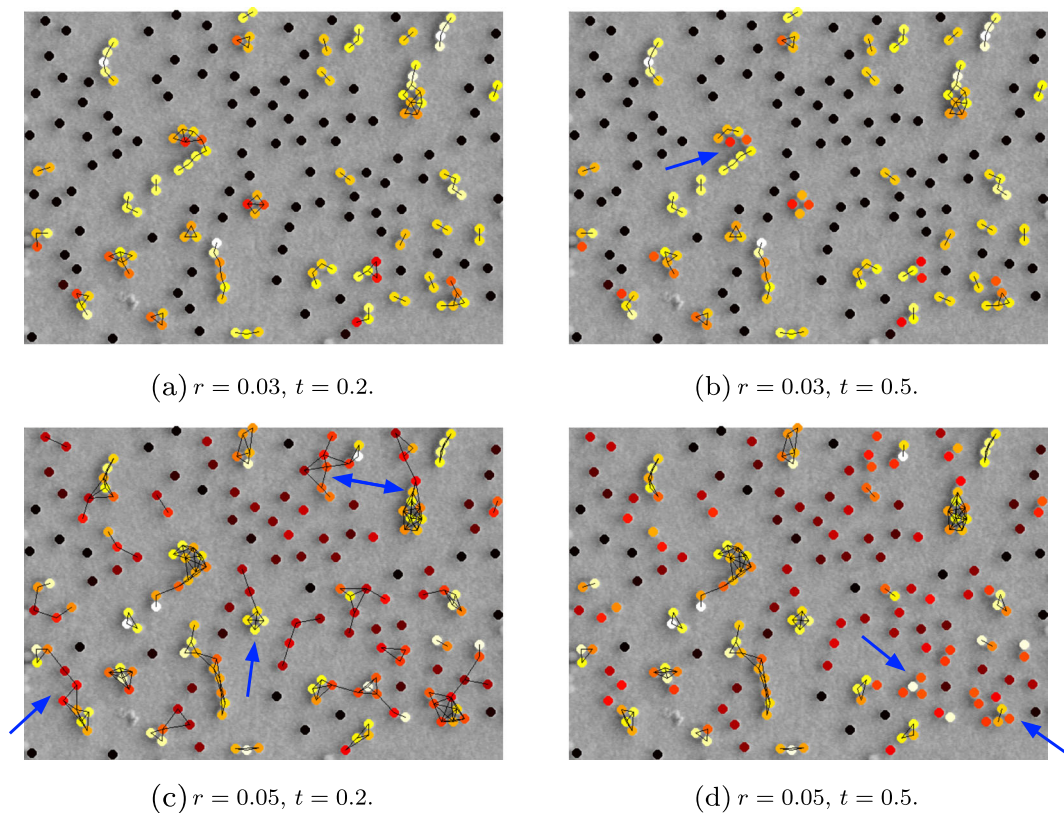 (a) r = 0.03, t = 0.2.
(b) r = 0.03, t = 0.5.
(c) r = 0.05, t = 0.2.
(d) r = 0.05, t = 0.5.